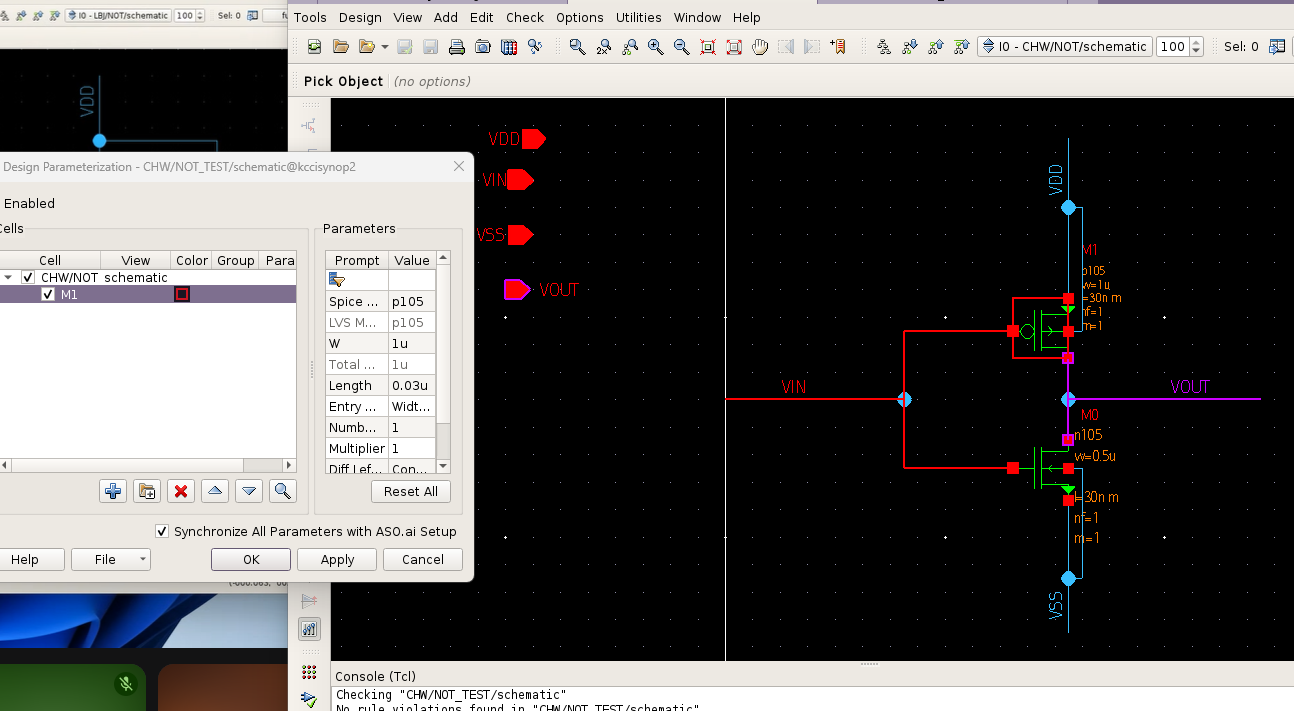 I0 - LBJ/NOT/schematic 100 Sel: 0
Tools Design View Add Edit Check Options Utilities Window Help
I0 - CHW/NOT/schematic 100 Sel: 0
Pick Object (no options)
VDD
Design Parameterization - CHW/NOT_TEST/schematic@kccisynop2
Enabled
Cells
Cell View Color Group Para
CHW/NOT schematic
M1
Parameters
Prompt Value
Spice ... p105
LVS M... p105
W 1u
Total ... 1u
Length 0.03u
Entry ... Widt...
Numb... 1
Multiplier 1
Diff Lef... Con...
Reset All
Synchronize All Parameters with ASO.ai Setup
Help File OK Apply Cancel
VDD
VIN
VSS
VOUT
VDD
M1
p105
w=1u
l=30n m
nf=1
m=1
VIN
VOUT
M0
n105
w=0.5u
l=30n m
nf=1
m=1
VSS
Console (Tcl)
Checking "CHW/NOT_TEST/schematic"
No rule violations found in "CHW/NOT_TEST/schematic".